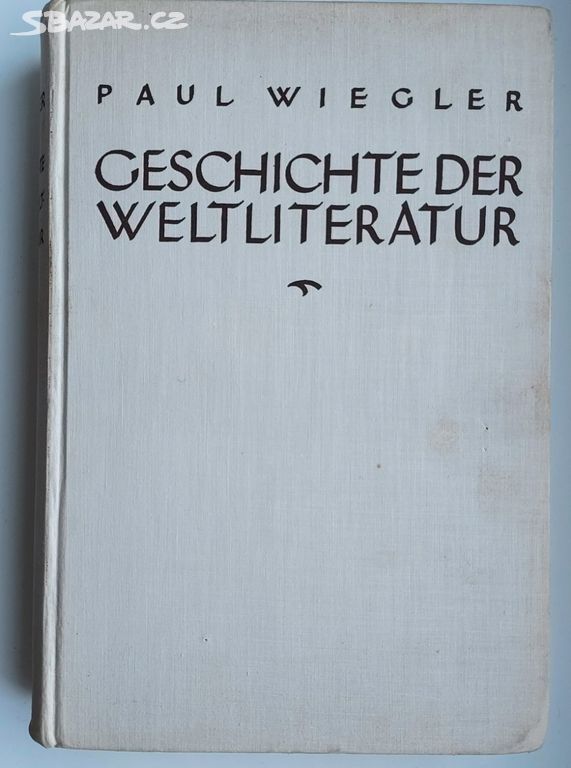 SBAZAR.CZ
PAUL WIEGLER
GESCHICHTE DER
WELTLITERATUR